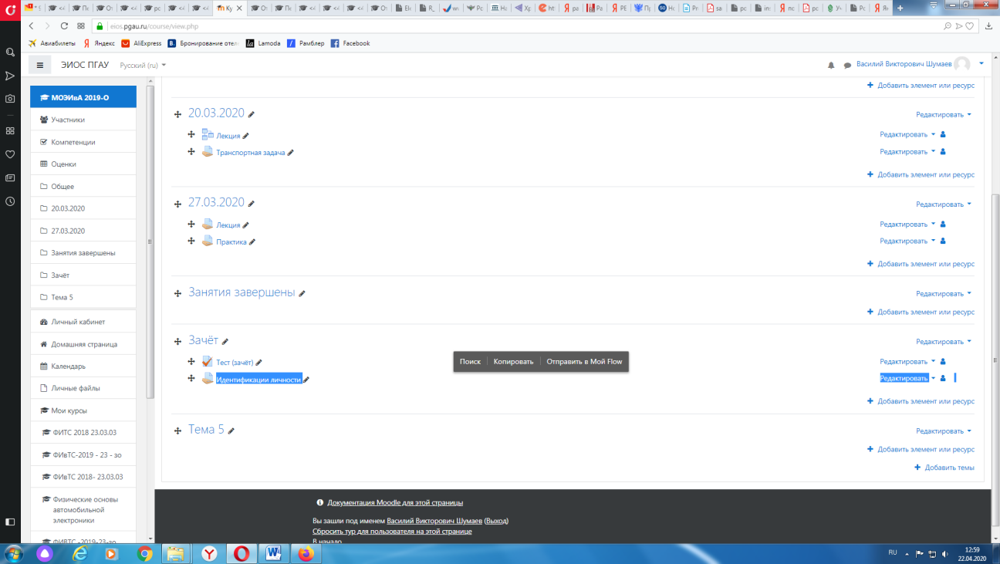 eios.pgau.ru/course/view.php
Авиабилеты Яндекс AliExpress Бронирование отел Lamoda Рамблер Facebook
ЭИОС ПГАУ Русский (ru)
Василий Викторович Шумаев
МОЭИвА 2019-О
Участники
Компетенции
Оценки
Общее
20.03.2020
27.03.2020
Занятия завершены
Зачёт
Тема 5
Личный кабинет
Домашняя страница
Календарь
Личные файлы
Мои курсы
ФИТС 2018 23.03.03
ФИвТС-2019 - 23 - зо
ФИвТС 2018- 23.03.03
Физические основы
автомобильной
электроники
ФИВТС -2019-23-зо
Добавить элемент или ресурс
20.03.2020 Редактировать
Лекция Редактировать
Транспортная задача Редактировать
Добавить элемент или ресурс
27.03.2020 Редактировать
Лекция Редактировать
Практика Редактировать
Добавить элемент или ресурс
Занятия завершены Редактировать
Добавить элемент или ресурс
Зачёт Редактировать
Поиск Копировать Отправить в Мой Flow
Тест (зачёт) Редактировать
Идентификации личности Редактировать
Добавить элемент или ресурс
Тема 5 Редактировать
Добавить элемент или ресурс
Добавить темы
Документация Moodle для этой страницы
Вы зашли под именем Василий Викторович Шумаев (Выход)
Сбросить тур для пользователя на этой странице
В начало
RU
12:59
22.04.2020